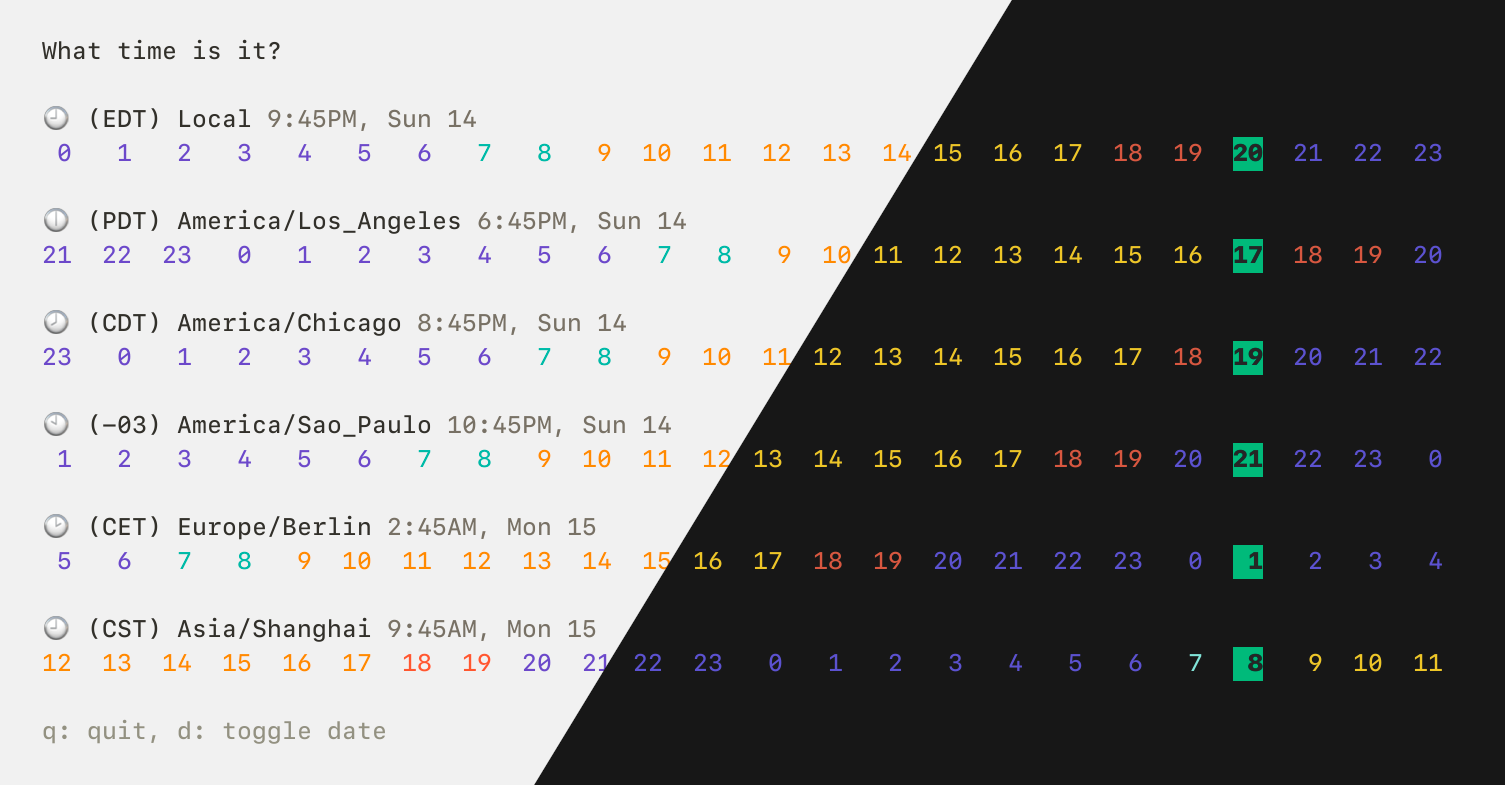 What time is it?
🕘 (EDT) Local 9:45PM, Sun 14
0 1 2 3 4 5 6 7 8 9 10 11 12 13 14 15 16 17 18 19 20 21 22 23
🕕 (PDT) America/Los_Angeles 6:45PM, Sun 14
21 22 23 0 1 2 3 4 5 6 7 8 9 10 11 12 13 14 15 16 17 18 19 20
🕗 (CDT) America/Chicago 8:45PM, Sun 14
23 0 1 2 3 4 5 6 7 8 9 10 11 12 13 14 15 16 17 18 19 20 21 22
🕙 (-03) America/Sao_Paulo 10:45PM, Sun 14
1 2 3 4 5 6 7 8 9 10 11 12 13 14 15 16 17 18 19 20 21 22 23 0
🕑 (CET) Europe/Berlin 2:45AM, Mon 15
5 6 7 8 9 10 11 12 13 14 15 16 17 18 19 20 21 22 23 0 1 2 3 4
🕘 (CST) Asia/Shanghai 9:45AM, Mon 15
12 13 14 15 16 17 18 19 20 21 22 23 0 1 2 3 4 5 6 7 8 9 10 11
q: quit, d: toggle date